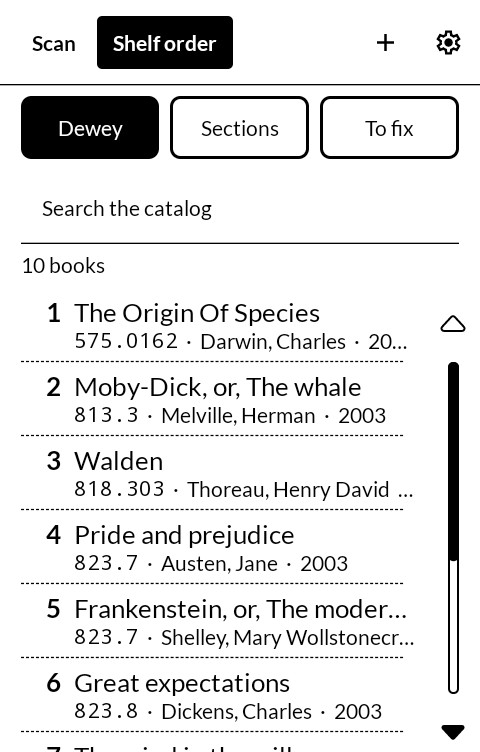 Scan Shelf order +
Dewey Sections To fix
Search the catalog
10 books
1 The Origin Of Species
575.0162 · Darwin, Charles · 20…
2 Moby-Dick, or, The whale
813.3 · Melville, Herman · 2003
3 Walden
818.303 · Thoreau, Henry David …
4 Pride and prejudice
823.7 · Austen, Jane · 2003
5 Frankenstein, or, The moder…
823.7 · Shelley, Mary Wollstonecr…
6 Great expectations
823.8 · Dickens, Charles · 2003